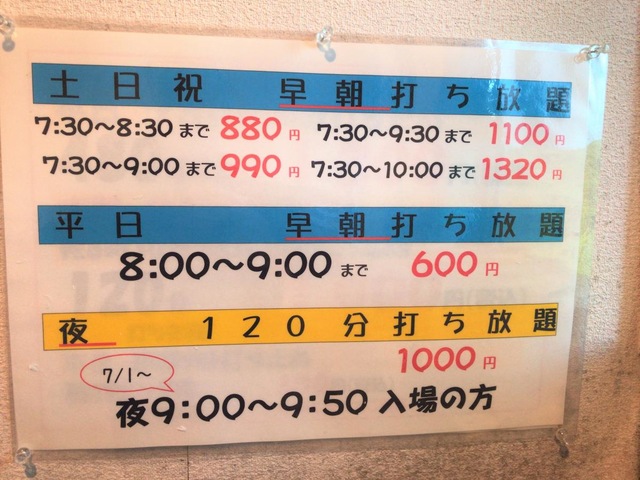 土日祝 早朝打ち放題
7:30～8:30まで 880円 7:30～9:30まで 1100円
7:30～9:00まで 990円 7:30～10:00まで 1320円
平日 早朝打ち放題
8:00～9:00まで 600円
夜 120分打ち放題
1000円
7/1～
夜9:00～9:50入場の方